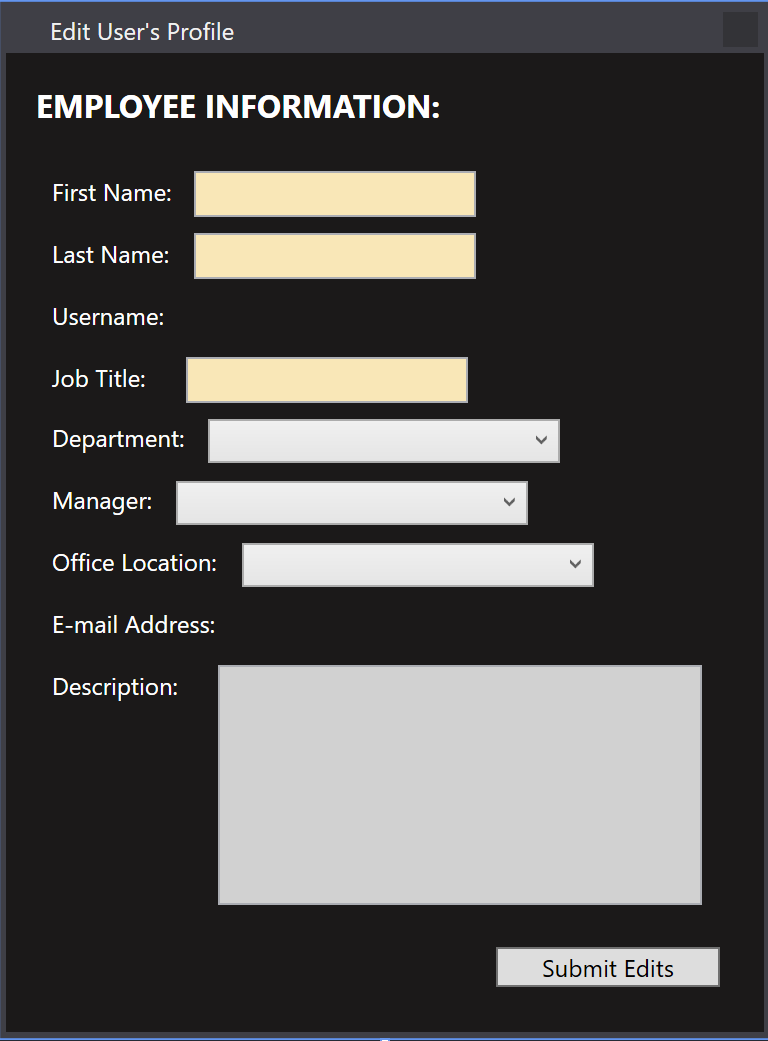 Edit User's Profile
EMPLOYEE INFORMATION:
First Name:
Last Name:
Username:
Job Title:
Department:
Manager:
Office Location:
E-mail Address:
Description:
Submit Edits